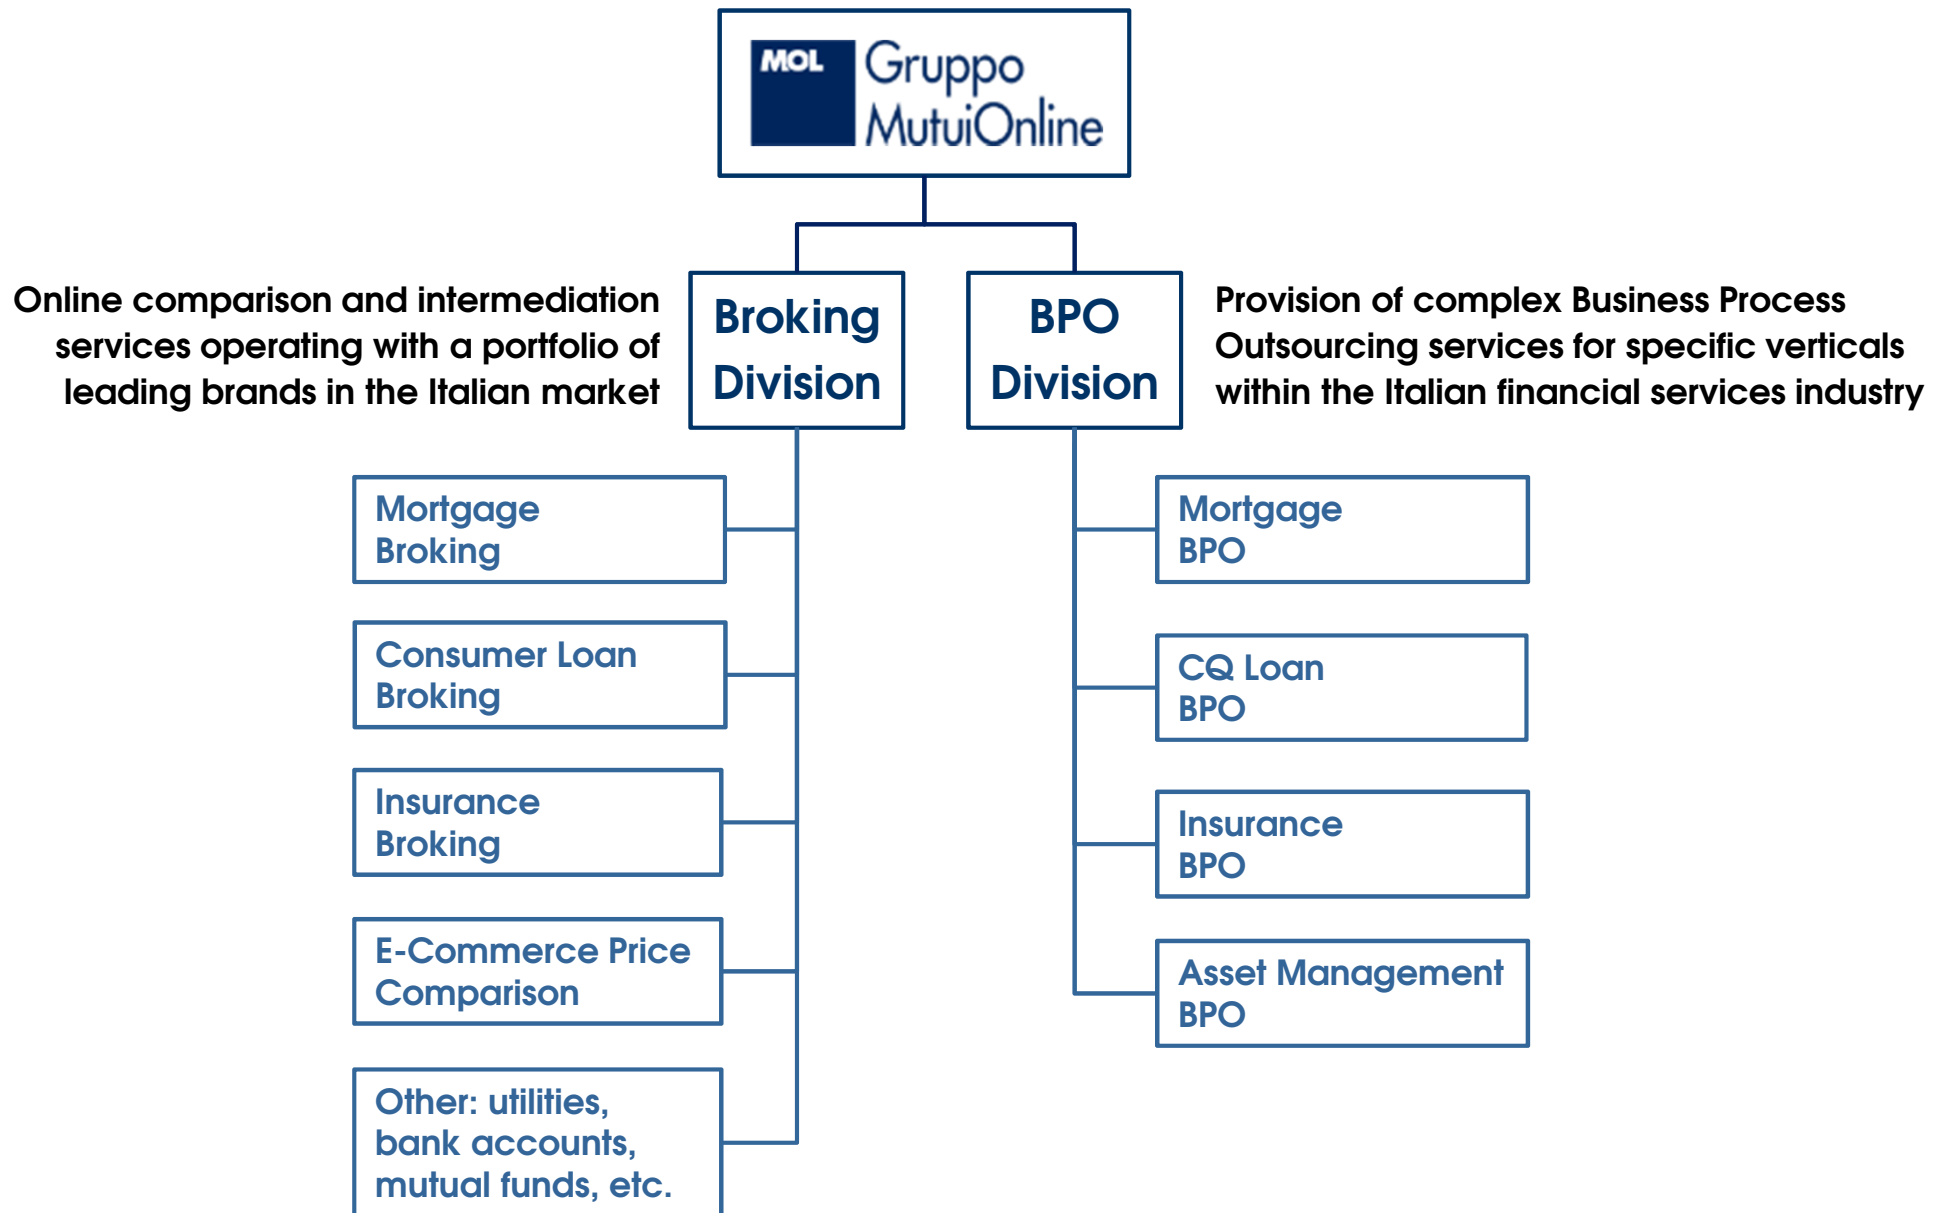 MOL
Gruppo
MutuiOnline
Online comparison and intermediation
services operating with a portfolio of
leading brands in the Italian market
Broking
Division
BPO
Division
Provision of complex Business Process
Outsourcing services for specific verticals
within the Italian financial services industry
Mortgage
Broking
Consumer Loan
Broking
Insurance
Broking
E-Commerce Price
Comparison
Other: utilities,
bank accounts,
mutual funds, etc.
Mortgage
BPO
CQ Loan
BPO
Insurance
BPO
Asset Management
BPO